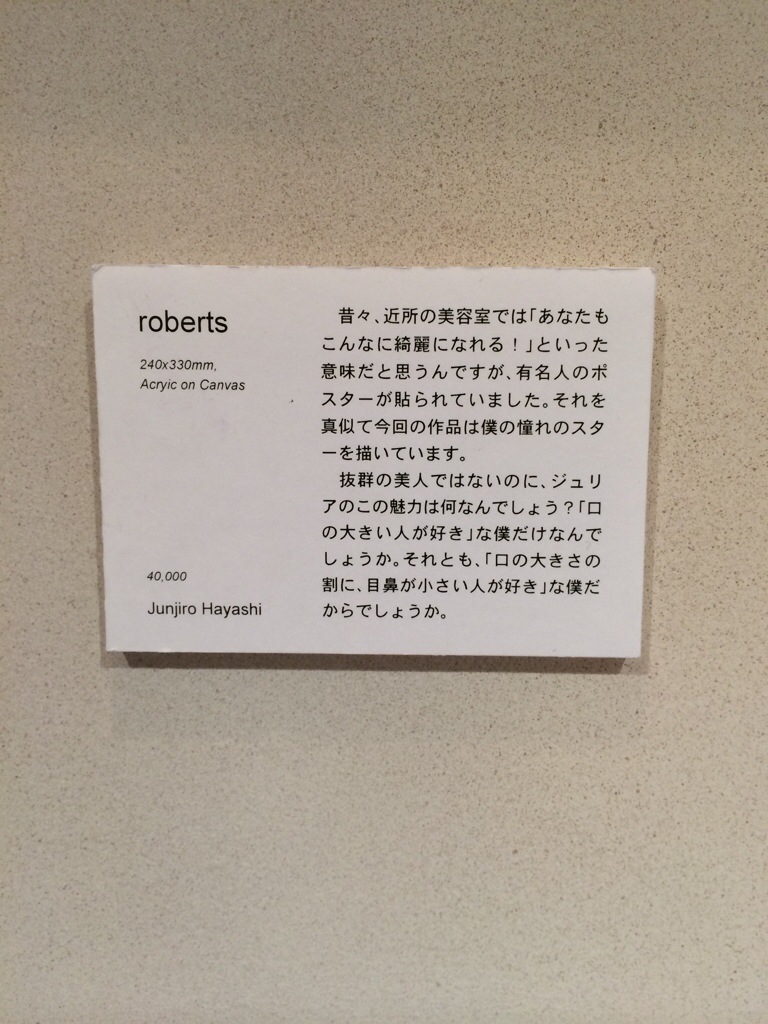 roberts
240x330mm,
Acryic on Canvas
40,000
Junjiro Hayashi
昔々、近所の美容室では「あなたも
こんなに綺麗になれる！」といった
意味だと思うんですが、有名人のポ
スターが貼られていました。それを
真似て今回の作品は僕の憧れのスタ
ーを描いています。
抜群の美人ではないのに、ジュリ
アのこの魅力は何なんでしょう？「口
の大きい人が好き」な僕だけなんで
しょうか。それとも、「口の大きさの
割に、目鼻が小さい人が好き」な僕だ
からでしょうか。